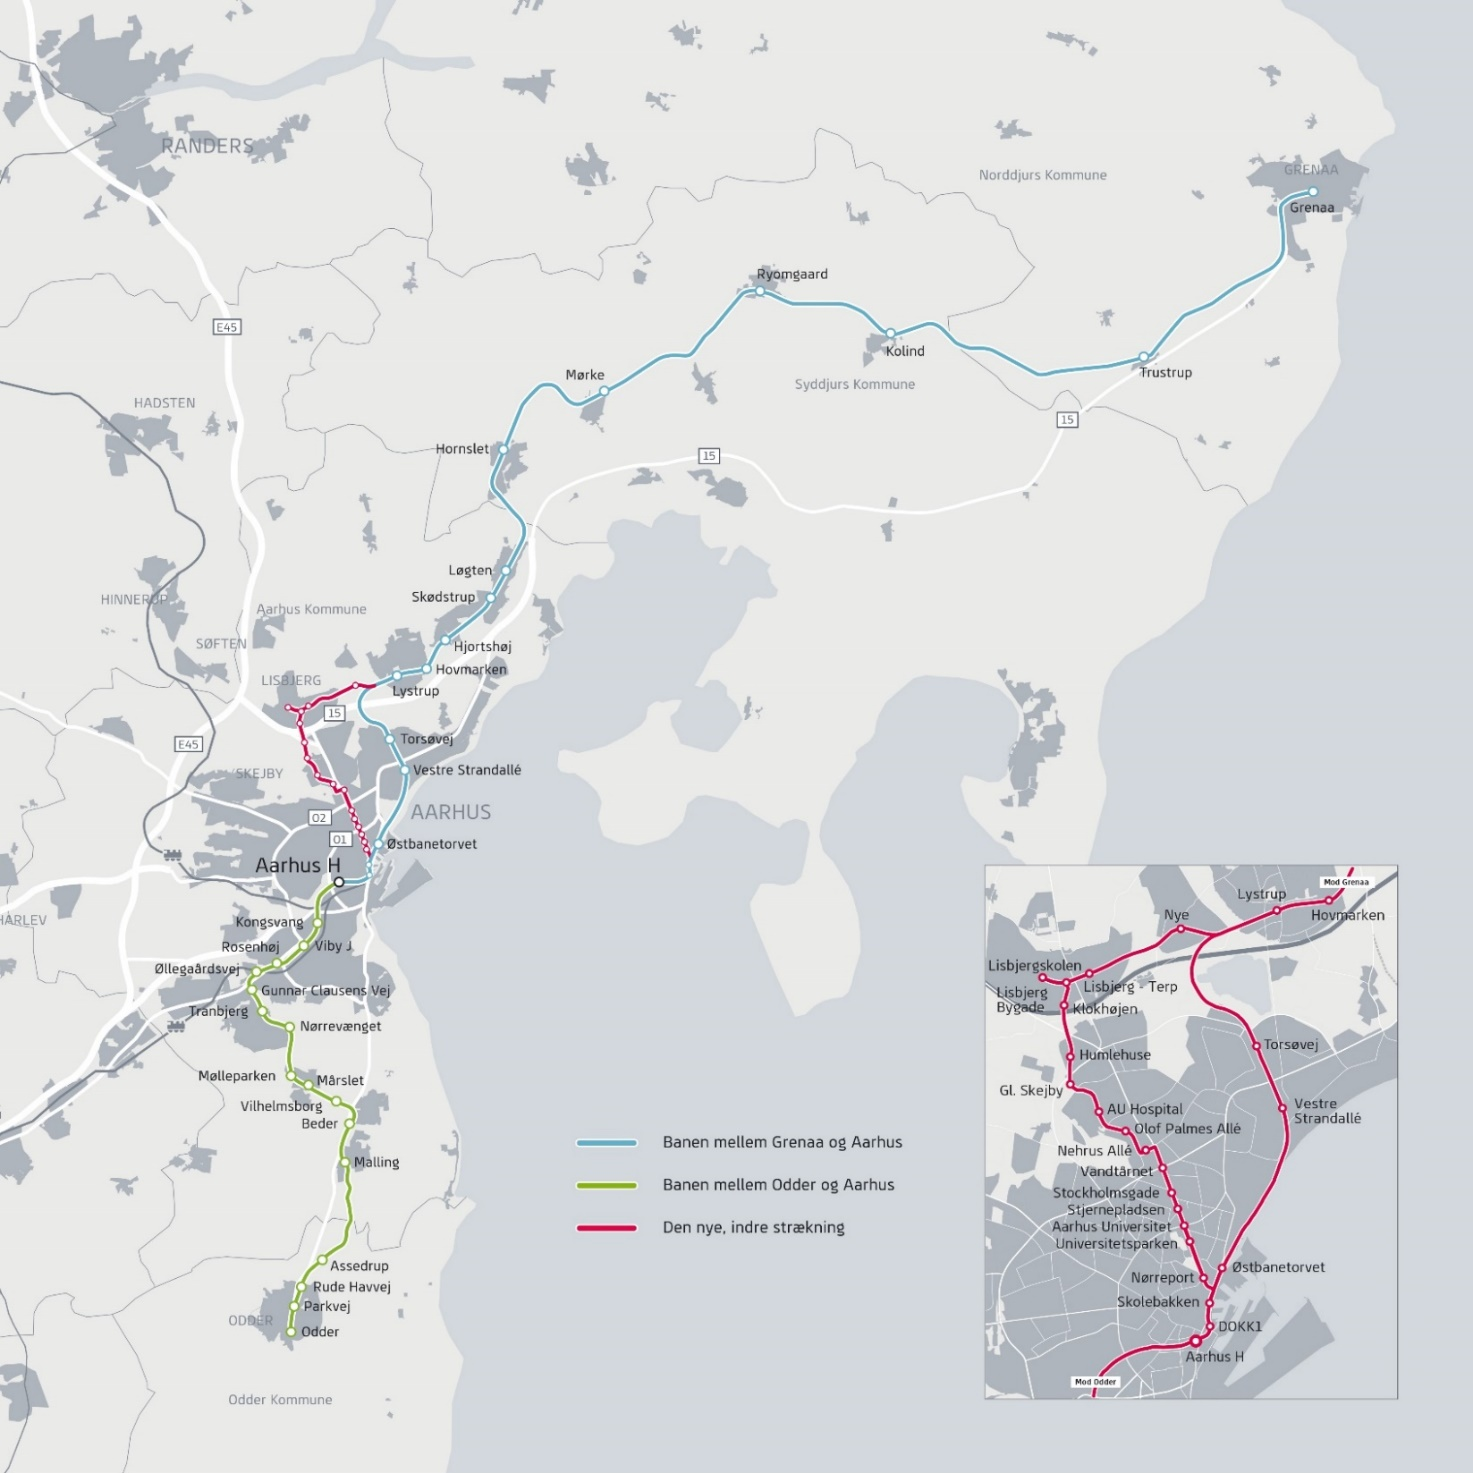 RANDERS
Norddjurs Kommune
GRENAA
Grenaa
Ryomgaard
E45
Kolind
Trustrup
Mørke
Syddjurs Kommune
HADSTEN
15
Hornslet
15
Løgten
HINNERUP
Skødstrup
Aarhus Kommune
SØFTEN
Hjortshøj
Hovmarken
LISBJERG
Lystrup
15
Torsøvej
E45
Vestre Strandallé
SKEJBY
AARHUS
O2
O1
Østbanetorvet
Aarhus H
HARLEV
Kongsvang
Rosenhøj
Viby J
Øllegaårdsvej
Gunnar Clausens Vej
Tranbjerg
Nørrevænget
Mølleparken
Mårslet
Vilhelmsborg
Beder
Malling
Assedrup
Rude Havvej
Parkvej
ODDER
Odder
Odder Kommune
Banen mellem Grenaa og Aarhus
Banen mellem Odder og Aarhus
Den nye, indre strækning
Mod Grenaa
Lystrup
Hovmarken
Nye
Lisbjergskolen
Lisbjerg - Terp
Lisbjerg
Bygade
Klokhøjen
Torsøvej
Humlehuse
Gl. Skejby
Vestre
Strandallé
AU Hospital
Olof Palmes Allé
Nehrus Allé
Vandtårnet
Stockholmsgade
Stjernepladsen
Aarhus Universitet
Universitetsparken
Østbanetorvet
Nørreport
Skolebakken
DOKK1
Aarhus H
Mod Odder